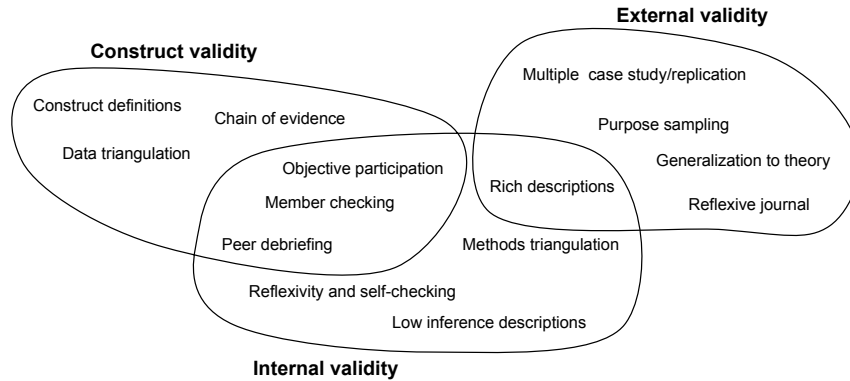 External validity
Construct validity
Multiple case study/replication
Construct definitions
Chain of evidence
Purpose sampling
Data triangulation
Generalization to theory
Objective participation
Rich descriptions
Member checking
Reflexive journal
Peer debriefing
Methods triangulation
Reflexivity and self-checking
Low inference descriptions
Internal validity